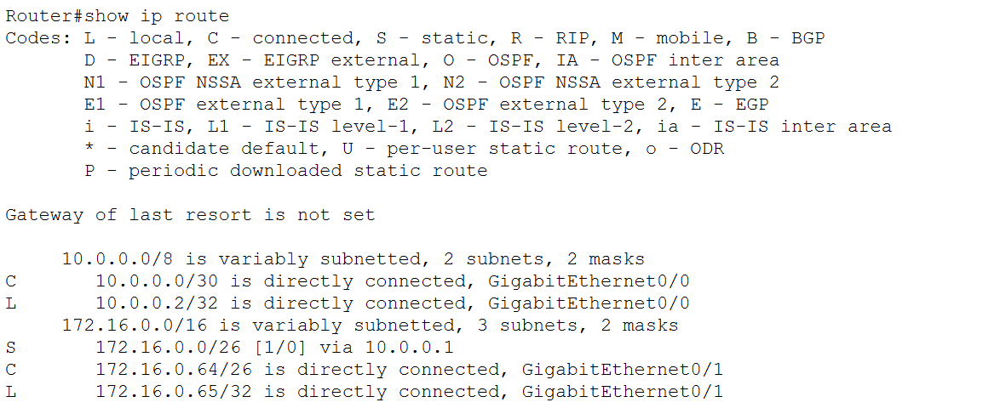 Router#show ip route
Codes: L - local, C - connected, S - static, R - RIP, M - mobile, B - BGP
       D - EIGRP, EX - EIGRP external, O - OSPF, IA - OSPF inter area
       N1 - OSPF NSSA external type 1, N2 - OSPF NSSA external type 2
       E1 - OSPF external type 1, E2 - OSPF external type 2, E - EGP
       i - IS-IS, L1 - IS-IS level-1, L2 - IS-IS level-2, ia - IS-IS inter area
       * - candidate default, U - per-user static route, o - ODR
       P - periodic downloaded static route

Gateway of last resort is not set

     10.0.0.0/8 is variably subnetted, 2 subnets, 2 masks
C       10.0.0.0/30 is directly connected, GigabitEthernet0/0
L       10.0.0.2/32 is directly connected, GigabitEthernet0/0
     172.16.0.0/16 is variably subnetted, 3 subnets, 2 masks
S       172.16.0.0/26 [1/0] via 10.0.0.1
C       172.16.0.64/26 is directly connected, GigabitEthernet0/1
L       172.16.0.65/32 is directly connected, GigabitEthernet0/1